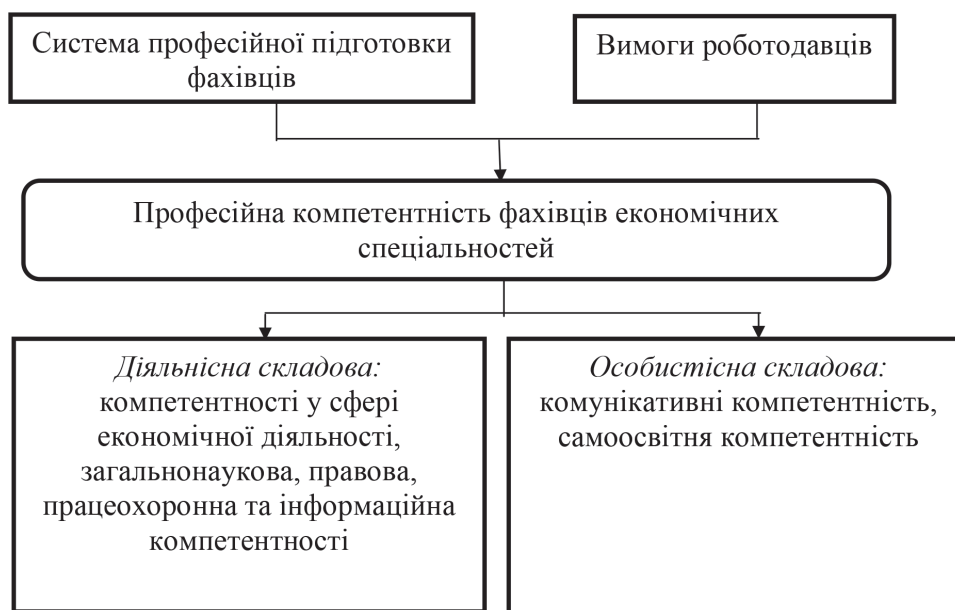 Система професійної підготовки
фахівців
Вимоги роботодавців
Професійна компетентність фахівців економічних
спеціальностей
Діяльнісна складова:
компетентності у сфері
економічної діяльності,
загальнонаукова, правова,
працеохоронна та інформаційна
компетентності
Особистісна складова:
комунікативні компетентність,
самоосвітня компетентність